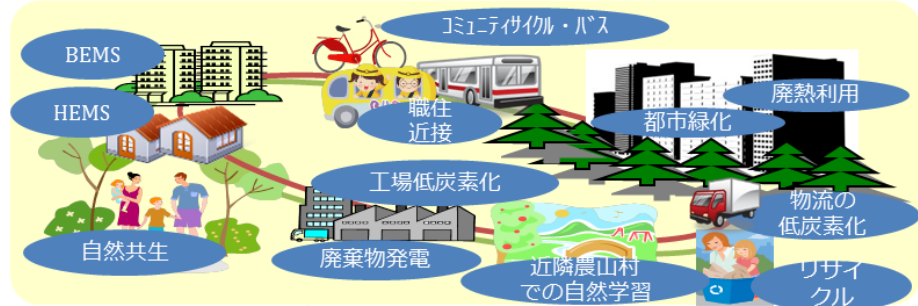 コミュニティサイクル・バス
BEMS
廃熱利用
HEMS
職住
近接
都市緑化
工場低炭素化
物流の
低炭素化
自然共生
廃棄物発電
近隣農山村
での自然学習
リサイ
クル